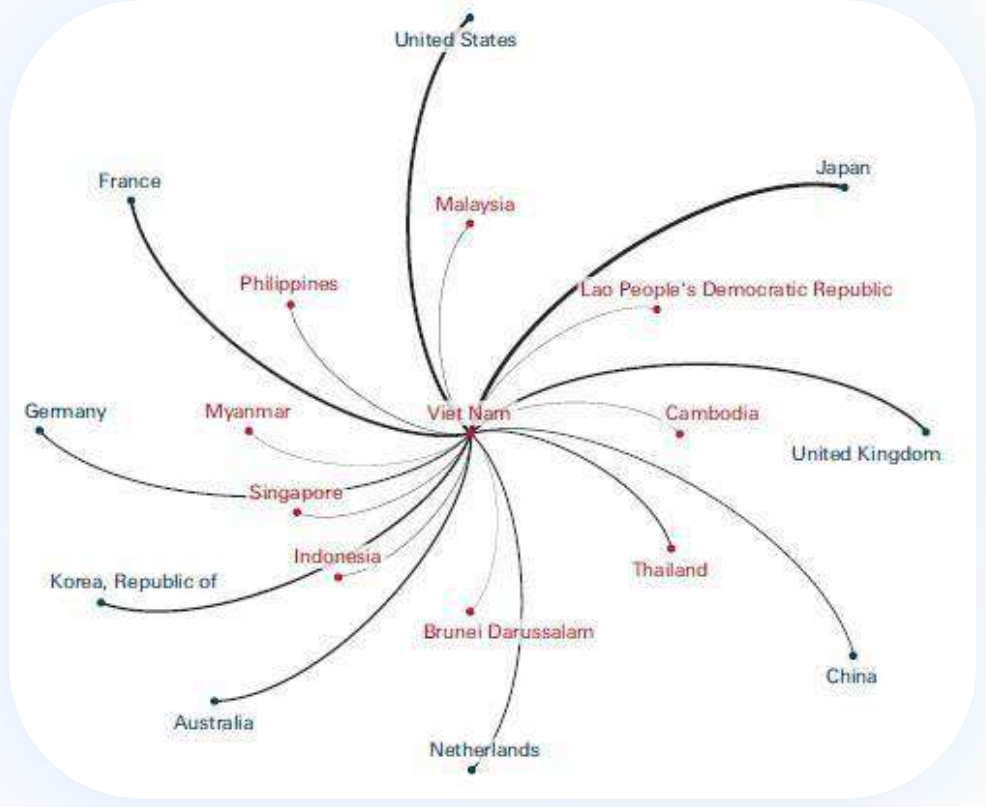 United States
Japan
France
Malaysia
Philippines
Lao People's Democratic Republic
Germany
Myanmar
Viet Nam
Cambodia
United Kingdom
Singapore
Indonesia
Thailand
Korea, Republic of
Brunei Darussalam
China
Australia
Netherlands